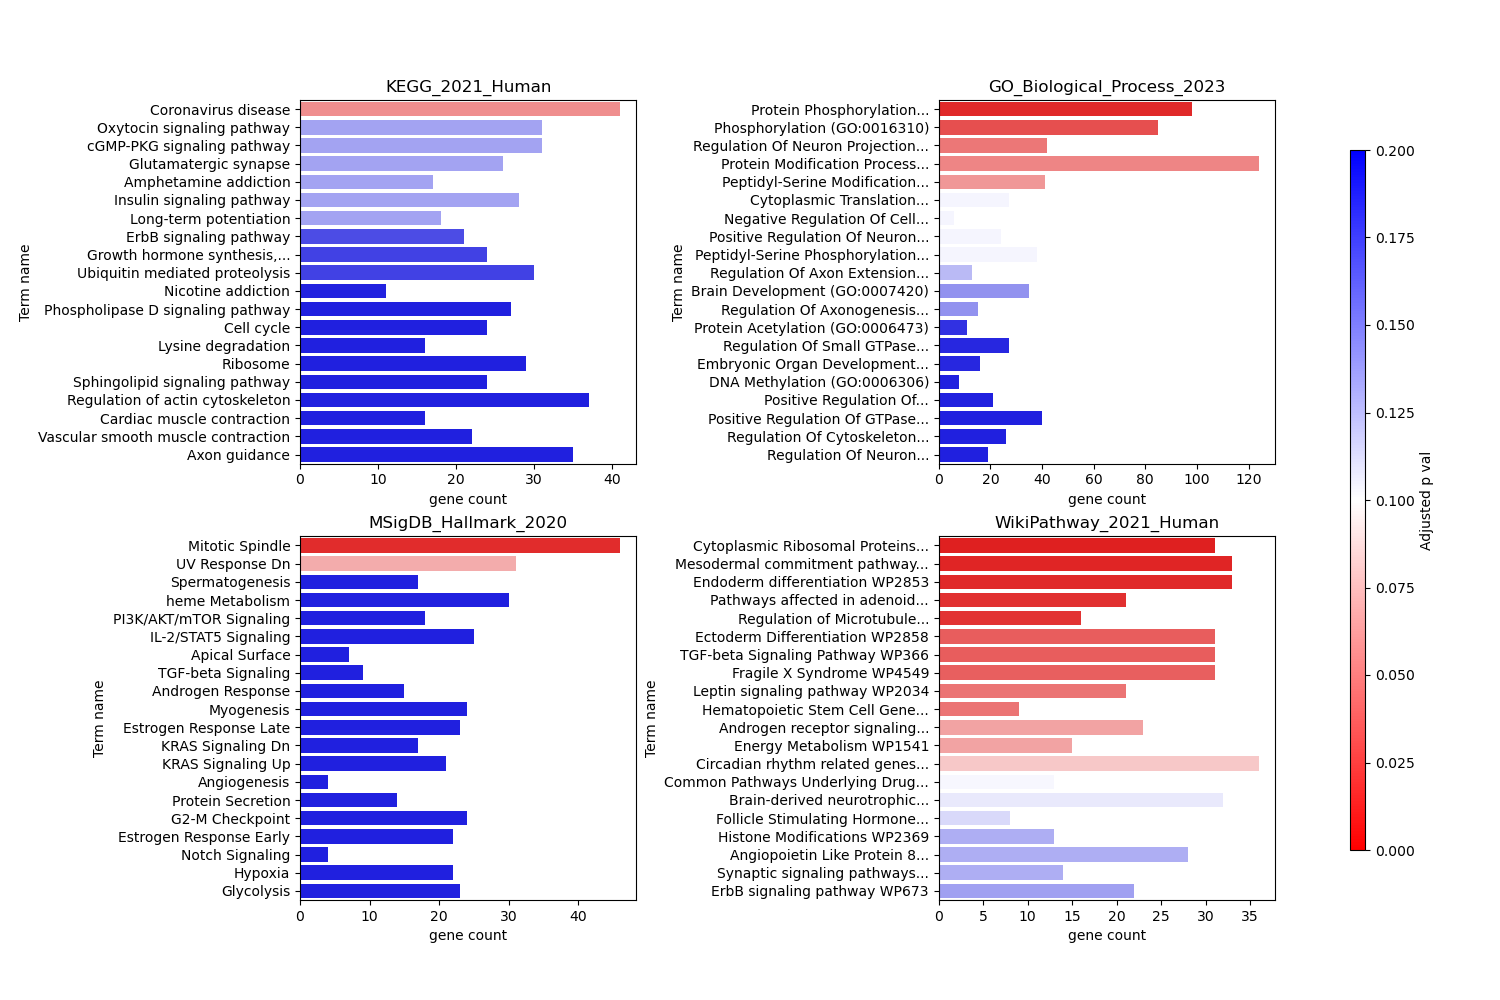 KEGG_2021_Human
Term name
Coronavirus disease
Oxytocin signaling pathway
cGMP-PKG signaling pathway
Glutamatergic synapse
Amphetamine addiction
Insulin signaling pathway
Long-term potentiation
ErbB signaling pathway
Growth hormone synthesis,...
Ubiquitin mediated proteolysis
Nicotine addiction
Phospholipase D signaling pathway
Cell cycle
Lysine degradation
Ribosome
Sphingolipid signaling pathway
Regulation of actin cytoskeleton
Cardiac muscle contraction
Vascular smooth muscle contraction
Axon guidance
0 10 20 30 40
gene count
GO_Biological_Process_2023
Term name
Protein Phosphorylation...
Phosphorylation (GO:0016310)
Regulation Of Neuron Projection...
Protein Modification Process...
Peptidyl-Serine Modification...
Cytoplasmic Translation...
Negative Regulation Of Cell...
Positive Regulation Of Neuron...
Peptidyl-Serine Phosphorylation...
Regulation Of Axon Extension...
Brain Development (GO:0007420)
Regulation Of Axonogenesis...
Protein Acetylation (GO:0006473)
Regulation Of Small GTPase...
Embryonic Organ Development...
DNA Methylation (GO:0006306)
Positive Regulation Of...
Positive Regulation Of GTPase...
Regulation Of Cytoskeleton...
Regulation Of Neuron...
0 20 40 60 80 100 120
gene count
MSigDB_Hallmark_2020
Term name
Mitotic Spindle
UV Response Dn
Spermatogenesis
heme Metabolism
PI3K/AKT/mTOR Signaling
IL-2/STAT5 Signaling
Apical Surface
TGF-beta Signaling
Androgen Response
Myogenesis
Estrogen Response Late
KRAS Signaling Dn
KRAS Signaling Up
Angiogenesis
Protein Secretion
G2-M Checkpoint
Estrogen Response Early
Notch Signaling
Hypoxia
Glycolysis
0 10 20 30 40
gene count
WikiPathway_2021_Human
Term name
Cytoplasmic Ribosomal Proteins...
Mesodermal commitment pathway...
Endoderm differentiation WP2853
Pathways affected in adenoid...
Regulation of Microtubule...
Ectoderm Differentiation WP2858
TGF-beta Signaling Pathway WP366
Fragile X Syndrome WP4549
Leptin signaling pathway WP2034
Hematopoietic Stem Cell Gene...
Androgen receptor signaling...
Energy Metabolism WP1541
Circadian rhythm related genes...
Common Pathways Underlying Drug...
Brain-derived neurotrophic...
Follicle Stimulating Hormone...
Histone Modifications WP2369
Angiopoietin Like Protein 8...
Synaptic signaling pathways...
ErbB signaling pathway WP673
0 5 10 15 20 25 30 35
gene count
0.200
0.175
0.150
0.125
0.100
0.075
0.050
0.025
0.000
Adjusted p val